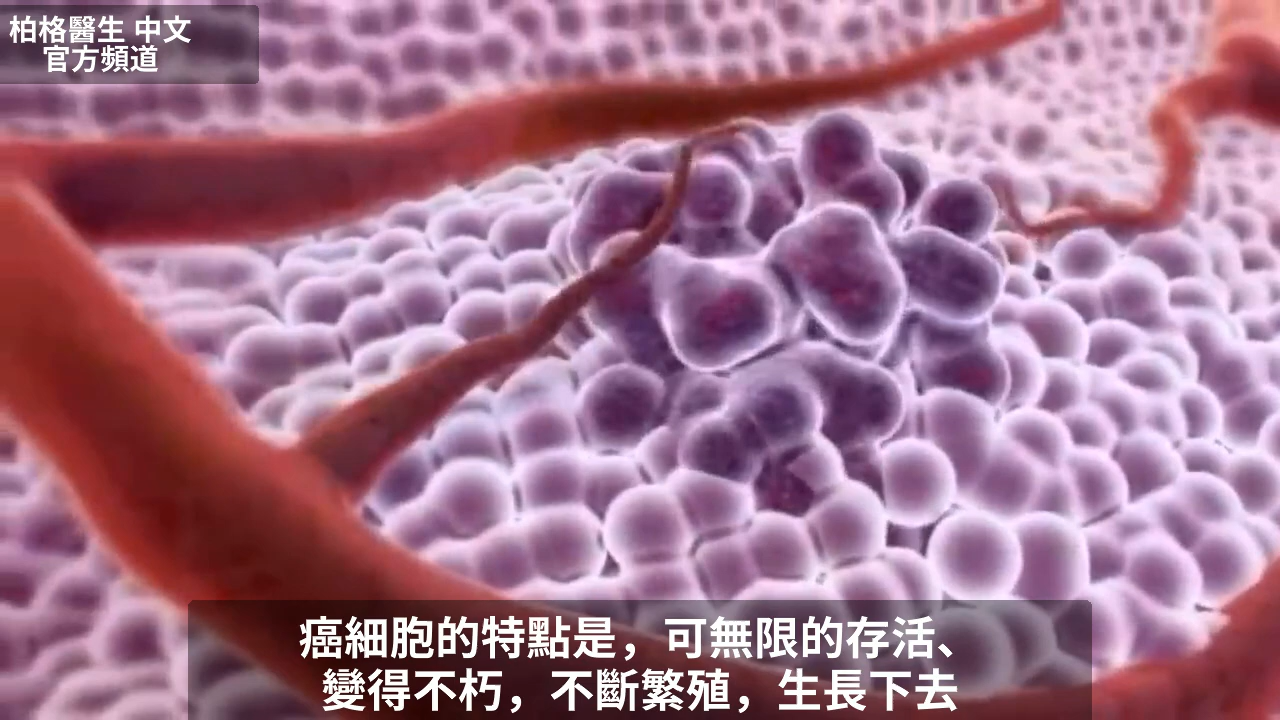 柏格醫生 中文
官方頻道
癌細胞的特點是，可無限的存活、
變得不朽，不斷繁殖，生長下去